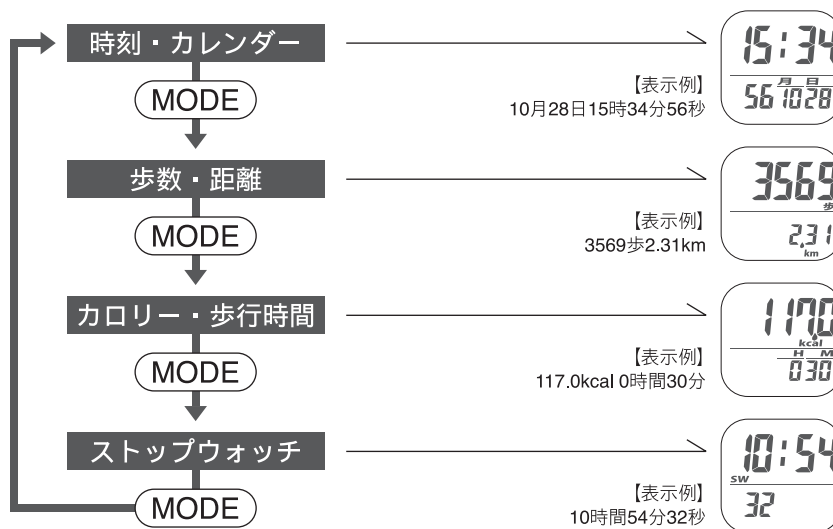 時刻・カレンダー
15:34
【表示例】
10月28日15時34分56秒
月 日
56 10 28
MODE
歩数・距離
3569
歩
【表示例】
3569歩2.31km
2.31
km
MODE
カロリー・歩行時間
117.0
kcal
【表示例】
117.0kcal 0時間30分
H M
0 30
MODE
ストップウォッチ
10:54
SW
【表示例】
10時間54分32秒
32
MODE